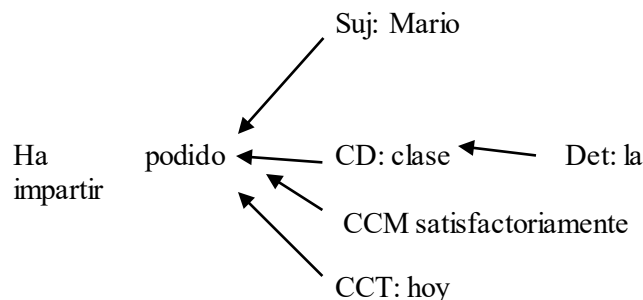 Suj: Mario
Ha podido CD: clase Det: la
impartir
CCM satisfactoriamente
CCT: hoy